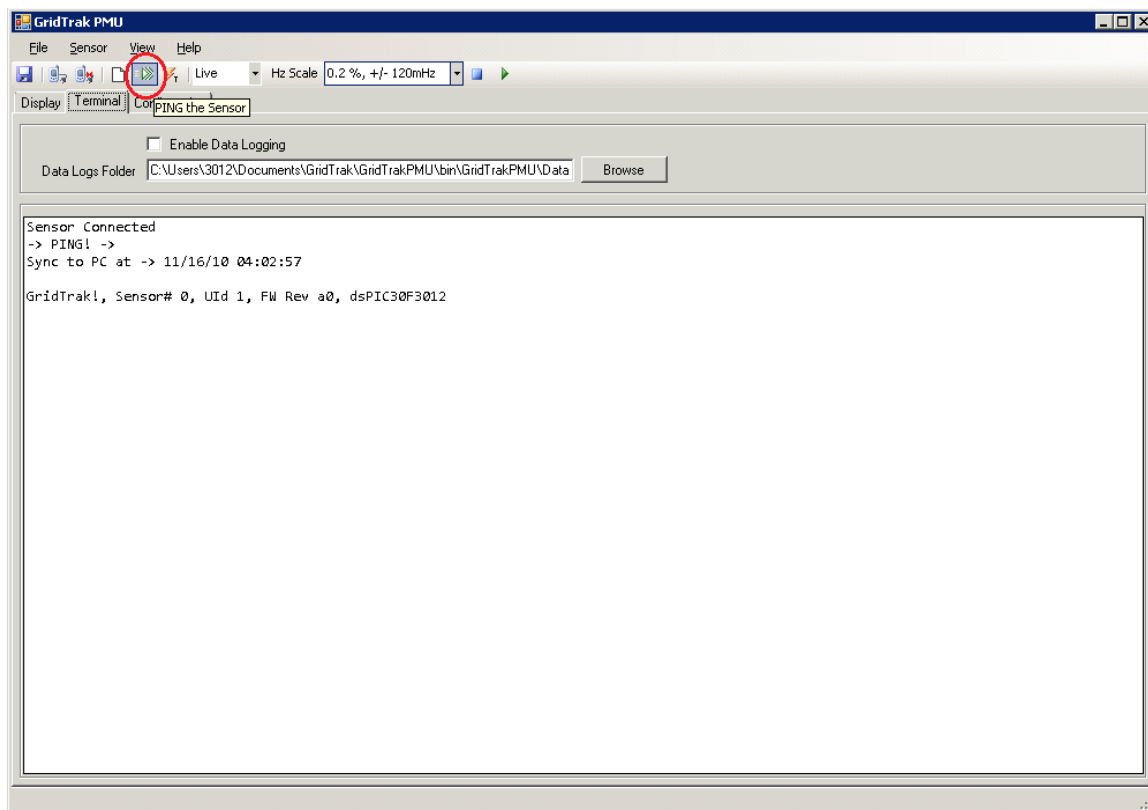 GridTrak PMU
File Sensor View Help
Live Hz Scale 0.2 %, +/- 120mHz
Display Terminal
PING the Sensor
Enable Data Logging
Data Logs Folder C:\Users\3012\Documents\GridTrak\GridTrakPMU\bin\GridTrakPMU\Data Browse
Sensor Connected
-> PING! ->
Sync to PC at -> 11/16/10 04:02:57
GridTrak!, Sensor# 0, UId 1, FW Rev a0, dsPIC30F3012